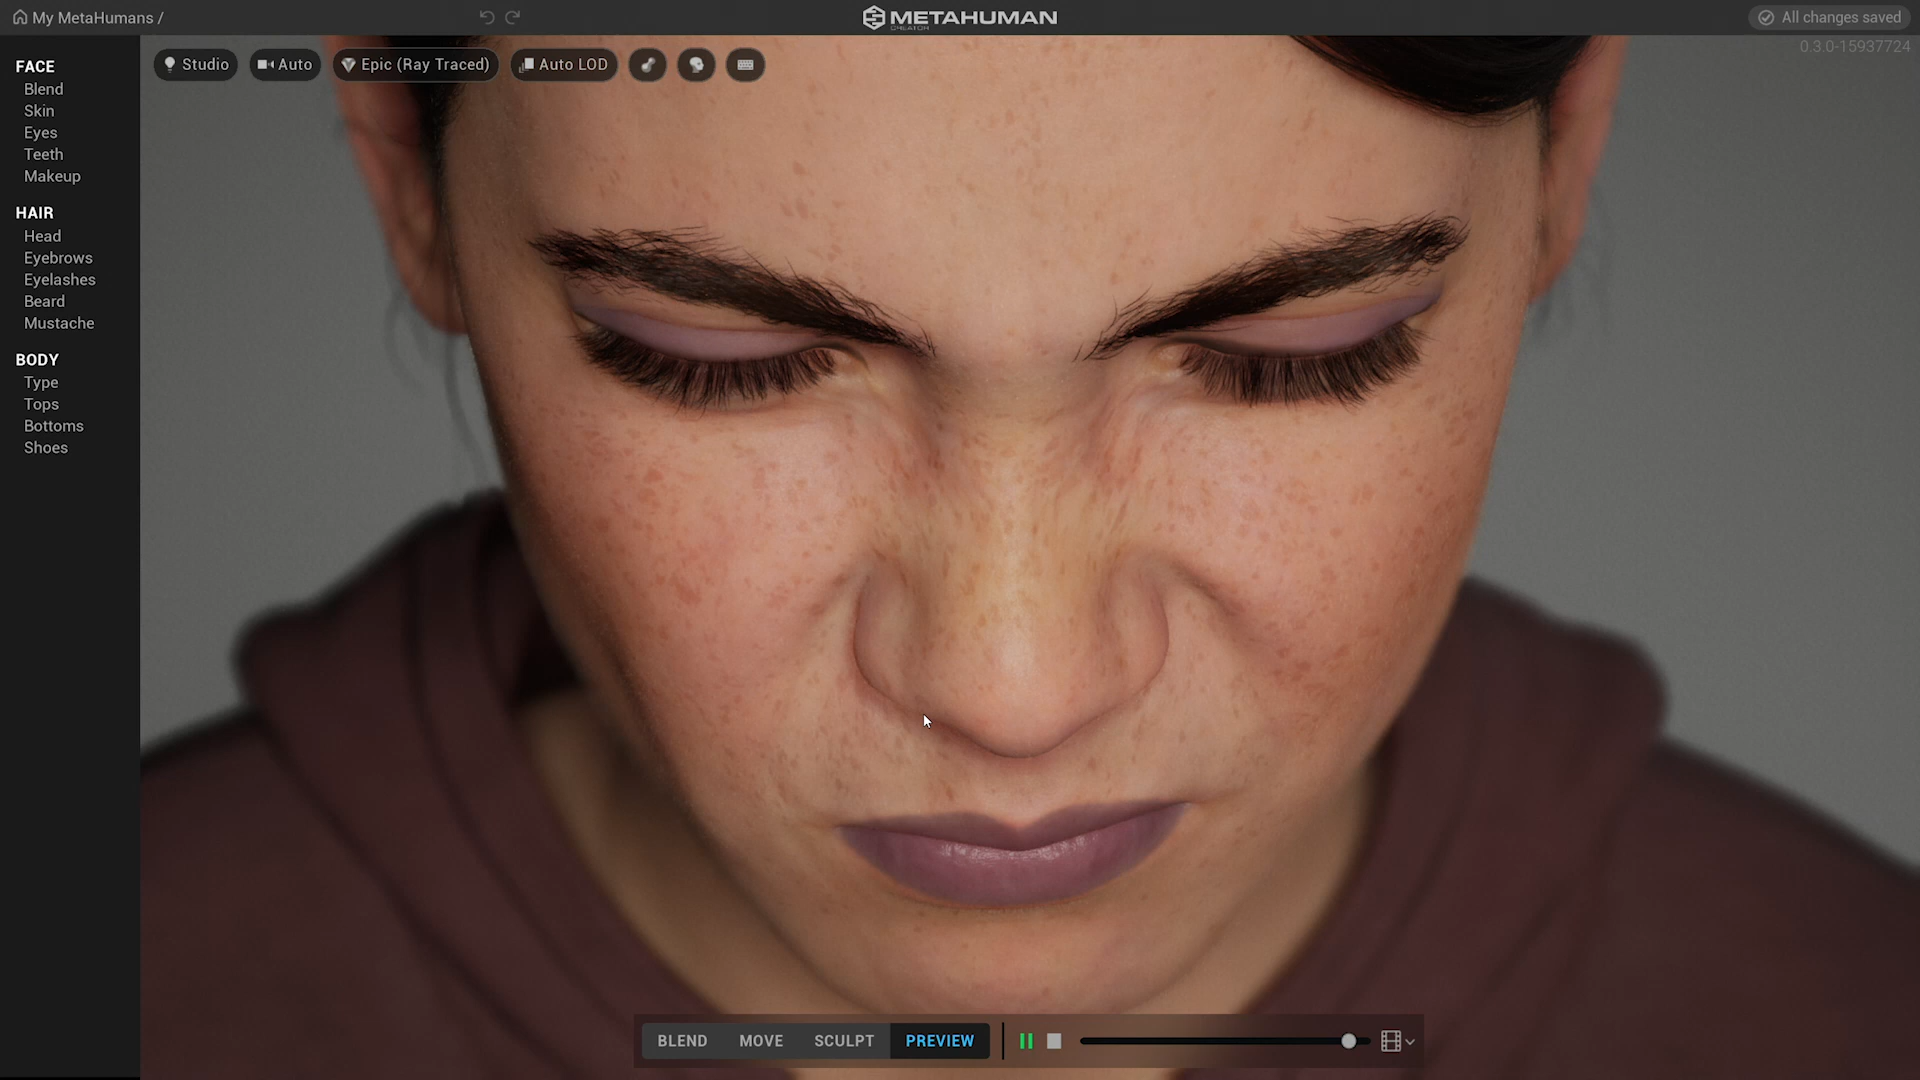 My MetaHumans /
METAHUMAN
CREATOR
All changes saved
0.3.0-15937724
Studio
Auto
Epic (Ray Traced)
Auto LOD
FACE
Blend
Skin
Eyes
Teeth
Makeup
HAIR
Head
Eyebrows
Eyelashes
Beard
Mustache
BODY
Type
Tops
Bottoms
Shoes
BLEND
MOVE
SCULPT
PREVIEW